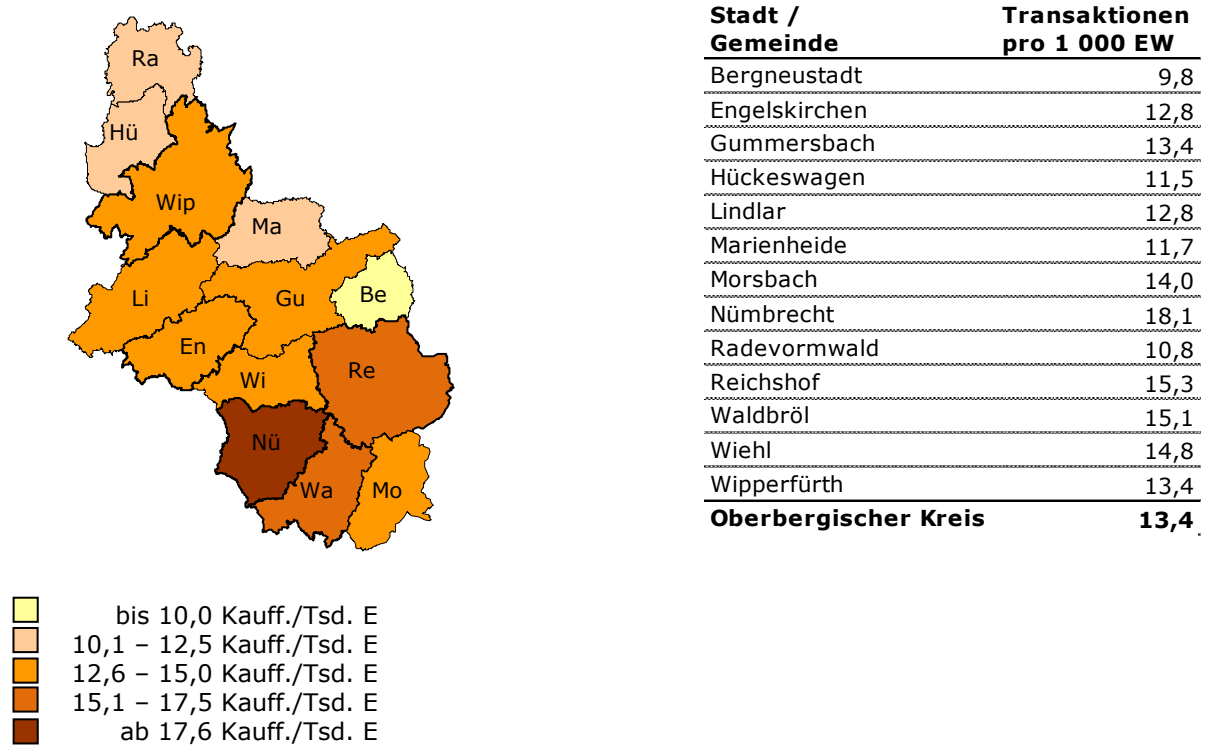 Ra
Hü
Wip
Ma
Li
Gu
Be
En
Wi
Re
Nü
Wa
Mo
bis 10,0 Kauff./Tsd. E
10,1 – 12,5 Kauff./Tsd. E
12,6 – 15,0 Kauff./Tsd. E
15,1 – 17,5 Kauff./Tsd. E
ab 17,6 Kauff./Tsd. E
Stadt / Transaktionen
Gemeinde pro 1 000 EW
Bergneustadt 9,8
Engelskirchen 12,8
Gummersbach 13,4
Hückeswagen 11,5
Lindlar 12,8
Marienheide 11,7
Morsbach 14,0
Nümbrecht 18,1
Radevormwald 10,8
Reichshof 15,3
Waldbröl 15,1
Wiehl 14,8
Wipperfürth 13,4
Oberbergischer Kreis 13,4